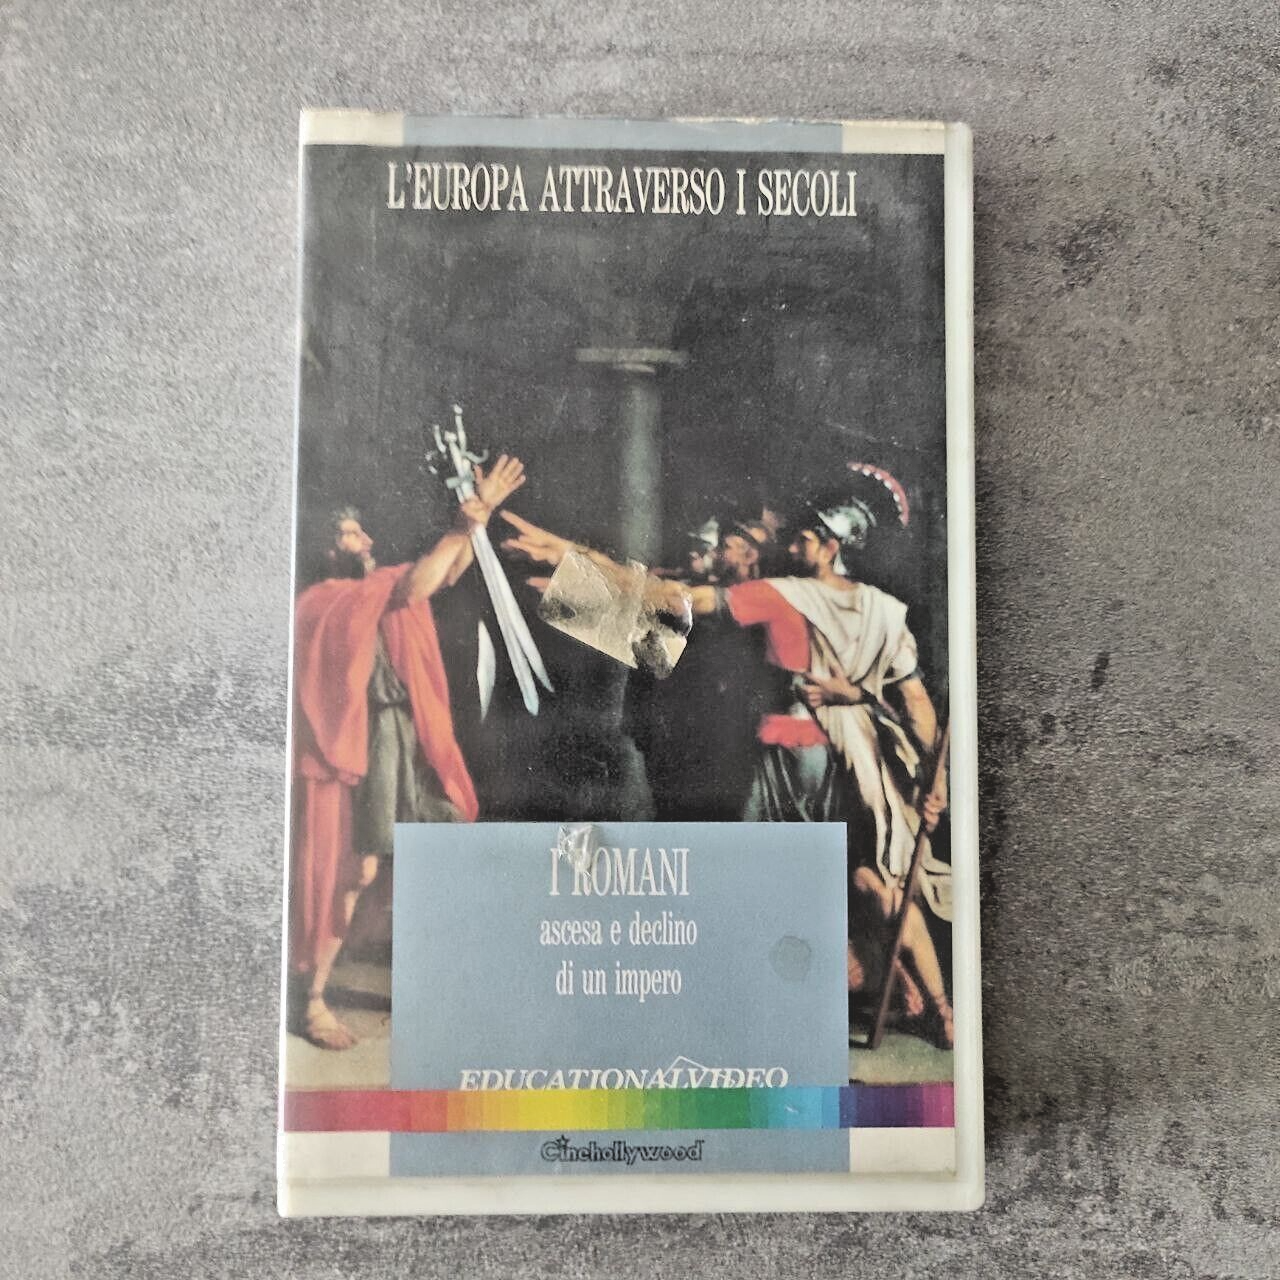 L'EUROPA ATTRAVERSO I SECOLI
I ROMANI
ascesa e declino
di un impero
EDUCATIONALVIDEO
Cinehollywood